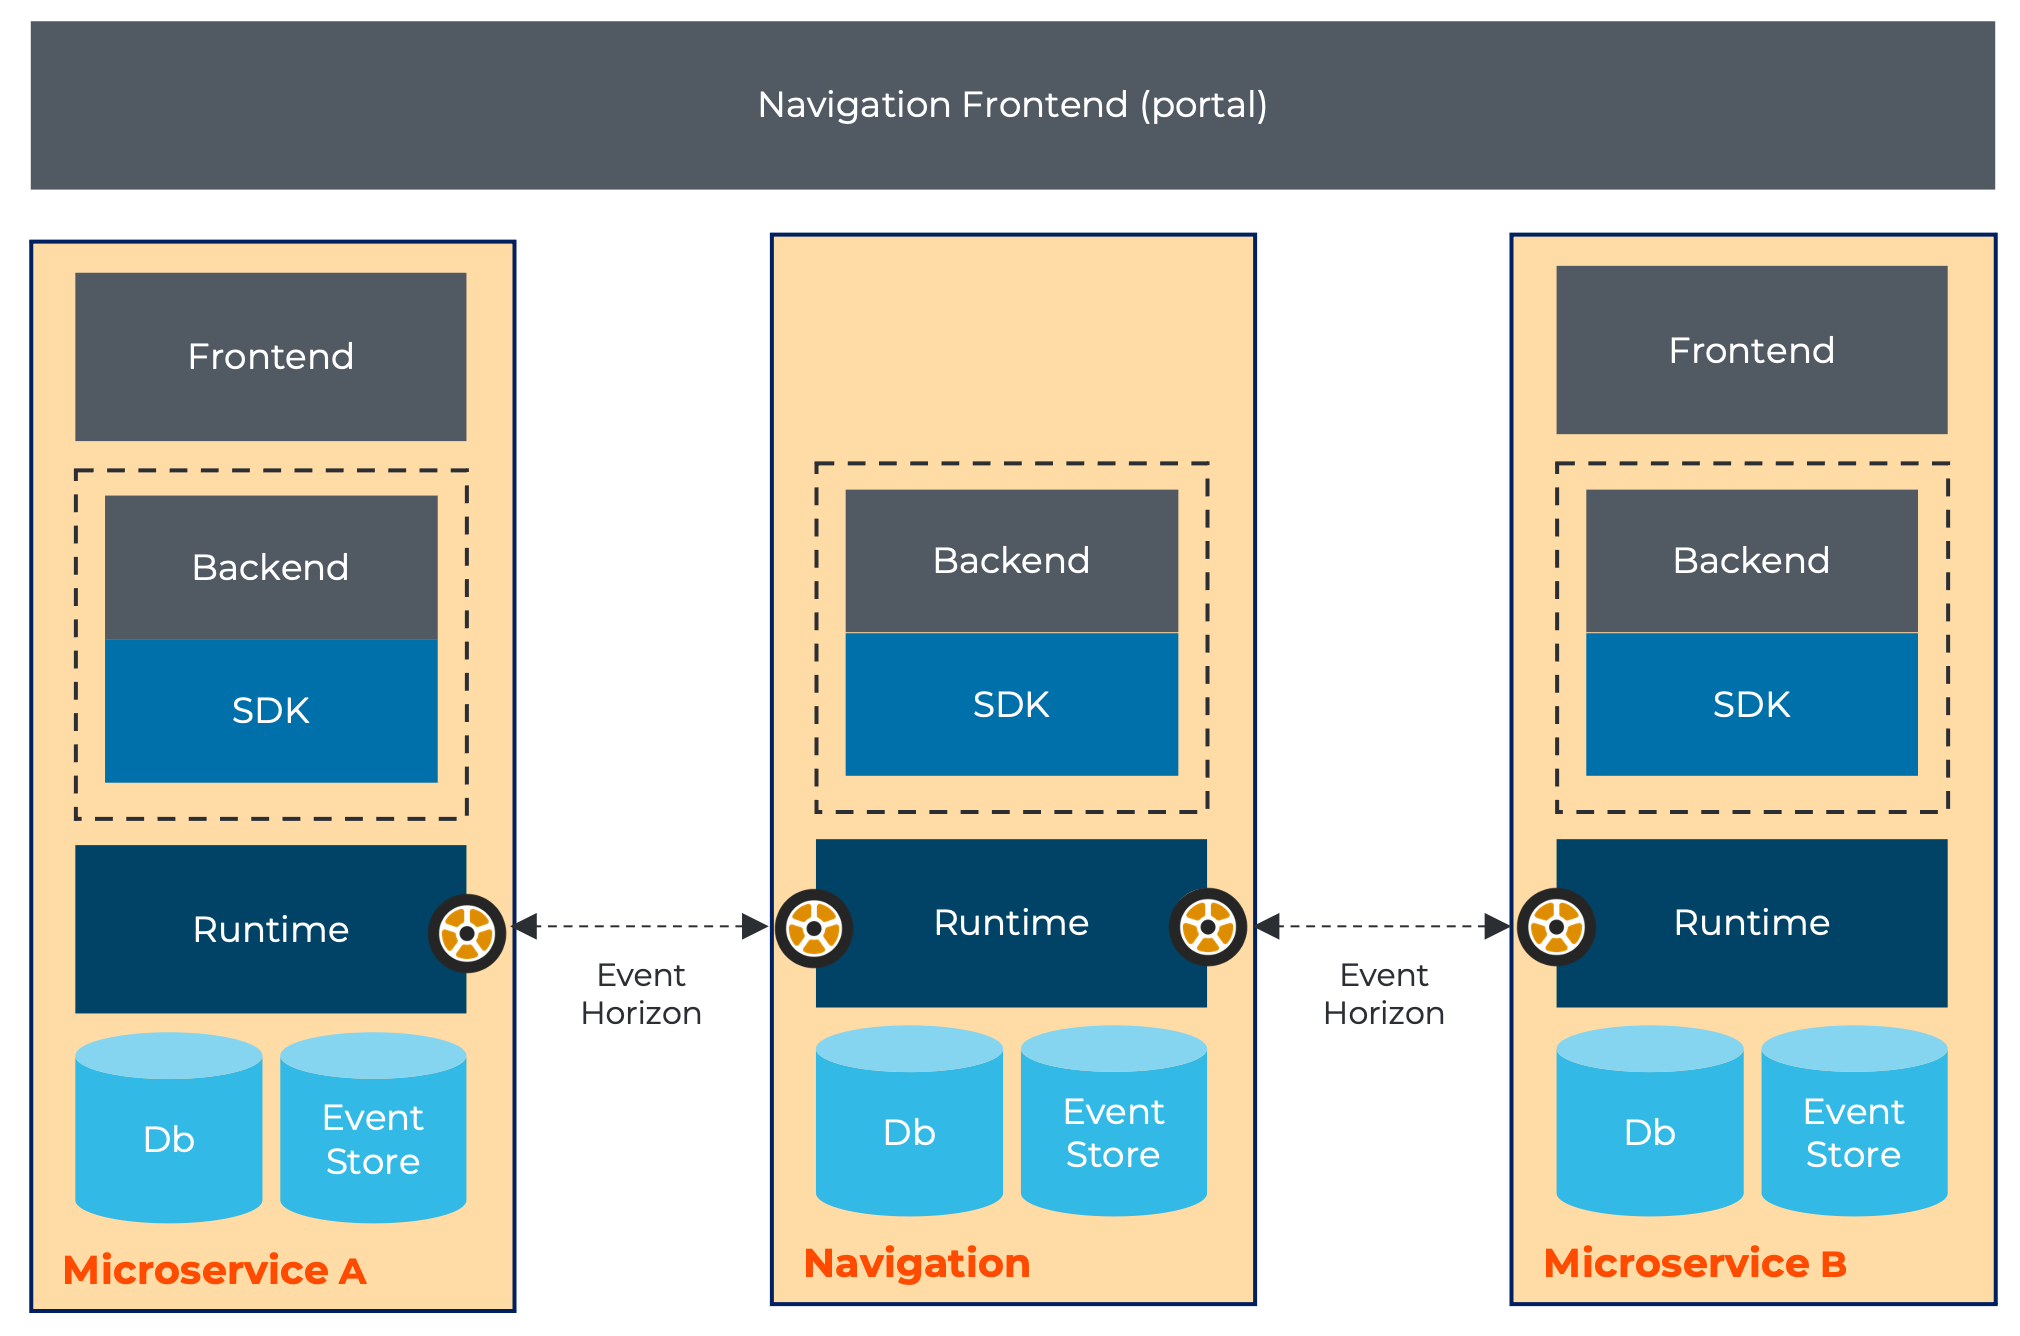 Navigation Frontend (portal)
Frontend
Backend
SDK
Runtime
Db
Event
Store
Microservice A
Event
Horizon
Backend
SDK
Runtime
Db
Event
Store
Navigation
Event
Horizon
Frontend
Backend
SDK
Runtime
Db
Event
Store
Microservice B